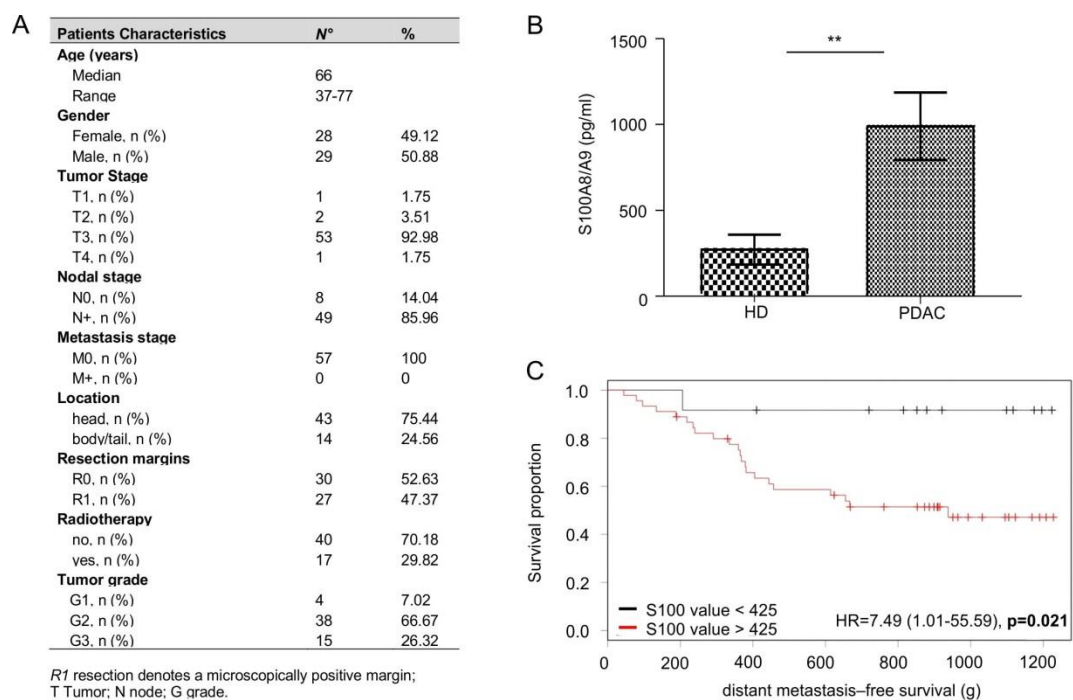 A
Patients Characteristics N° %
Age (years)
Median 66
Range 37-77
Gender
Female, n (%) 28 49.12
Male, n (%) 29 50.88
Tumor Stage
T1, n (%) 1 1.75
T2, n (%) 2 3.51
T3, n (%) 53 92.98
T4, n (%) 1 1.75
Nodal stage
N0, n (%) 8 14.04
N+, n (%) 49 85.96
Metastasis stage
M0, n (%) 57 100
M+, n (%) 0 0
Location
head, n (%) 43 75.44
body/tail, n (%) 14 24.56
Resection margins
R0, n (%) 30 52.63
R1, n (%) 27 47.37
Radiotherapy
no, n (%) 40 70.18
yes, n (%) 17 29.82
Tumor grade
G1, n (%) 4 7.02
G2, n (%) 38 66.67
G3, n (%) 15 26.32
R1 resection denotes a microscopically positive margin;
T Tumor; N node; G grade.
B
S100A8/A9 (pg/ml)
1500
1000
500
0
**
HD PDAC
C
Survival proportion
1.0
0.8
0.6
0.4
0.2
0.0
S100 value < 425
S100 value > 425
HR=7.49 (1.01-55.59), p=0.021
0 200 400 600 800 1000 1200
distant metastasis–free survival (g)